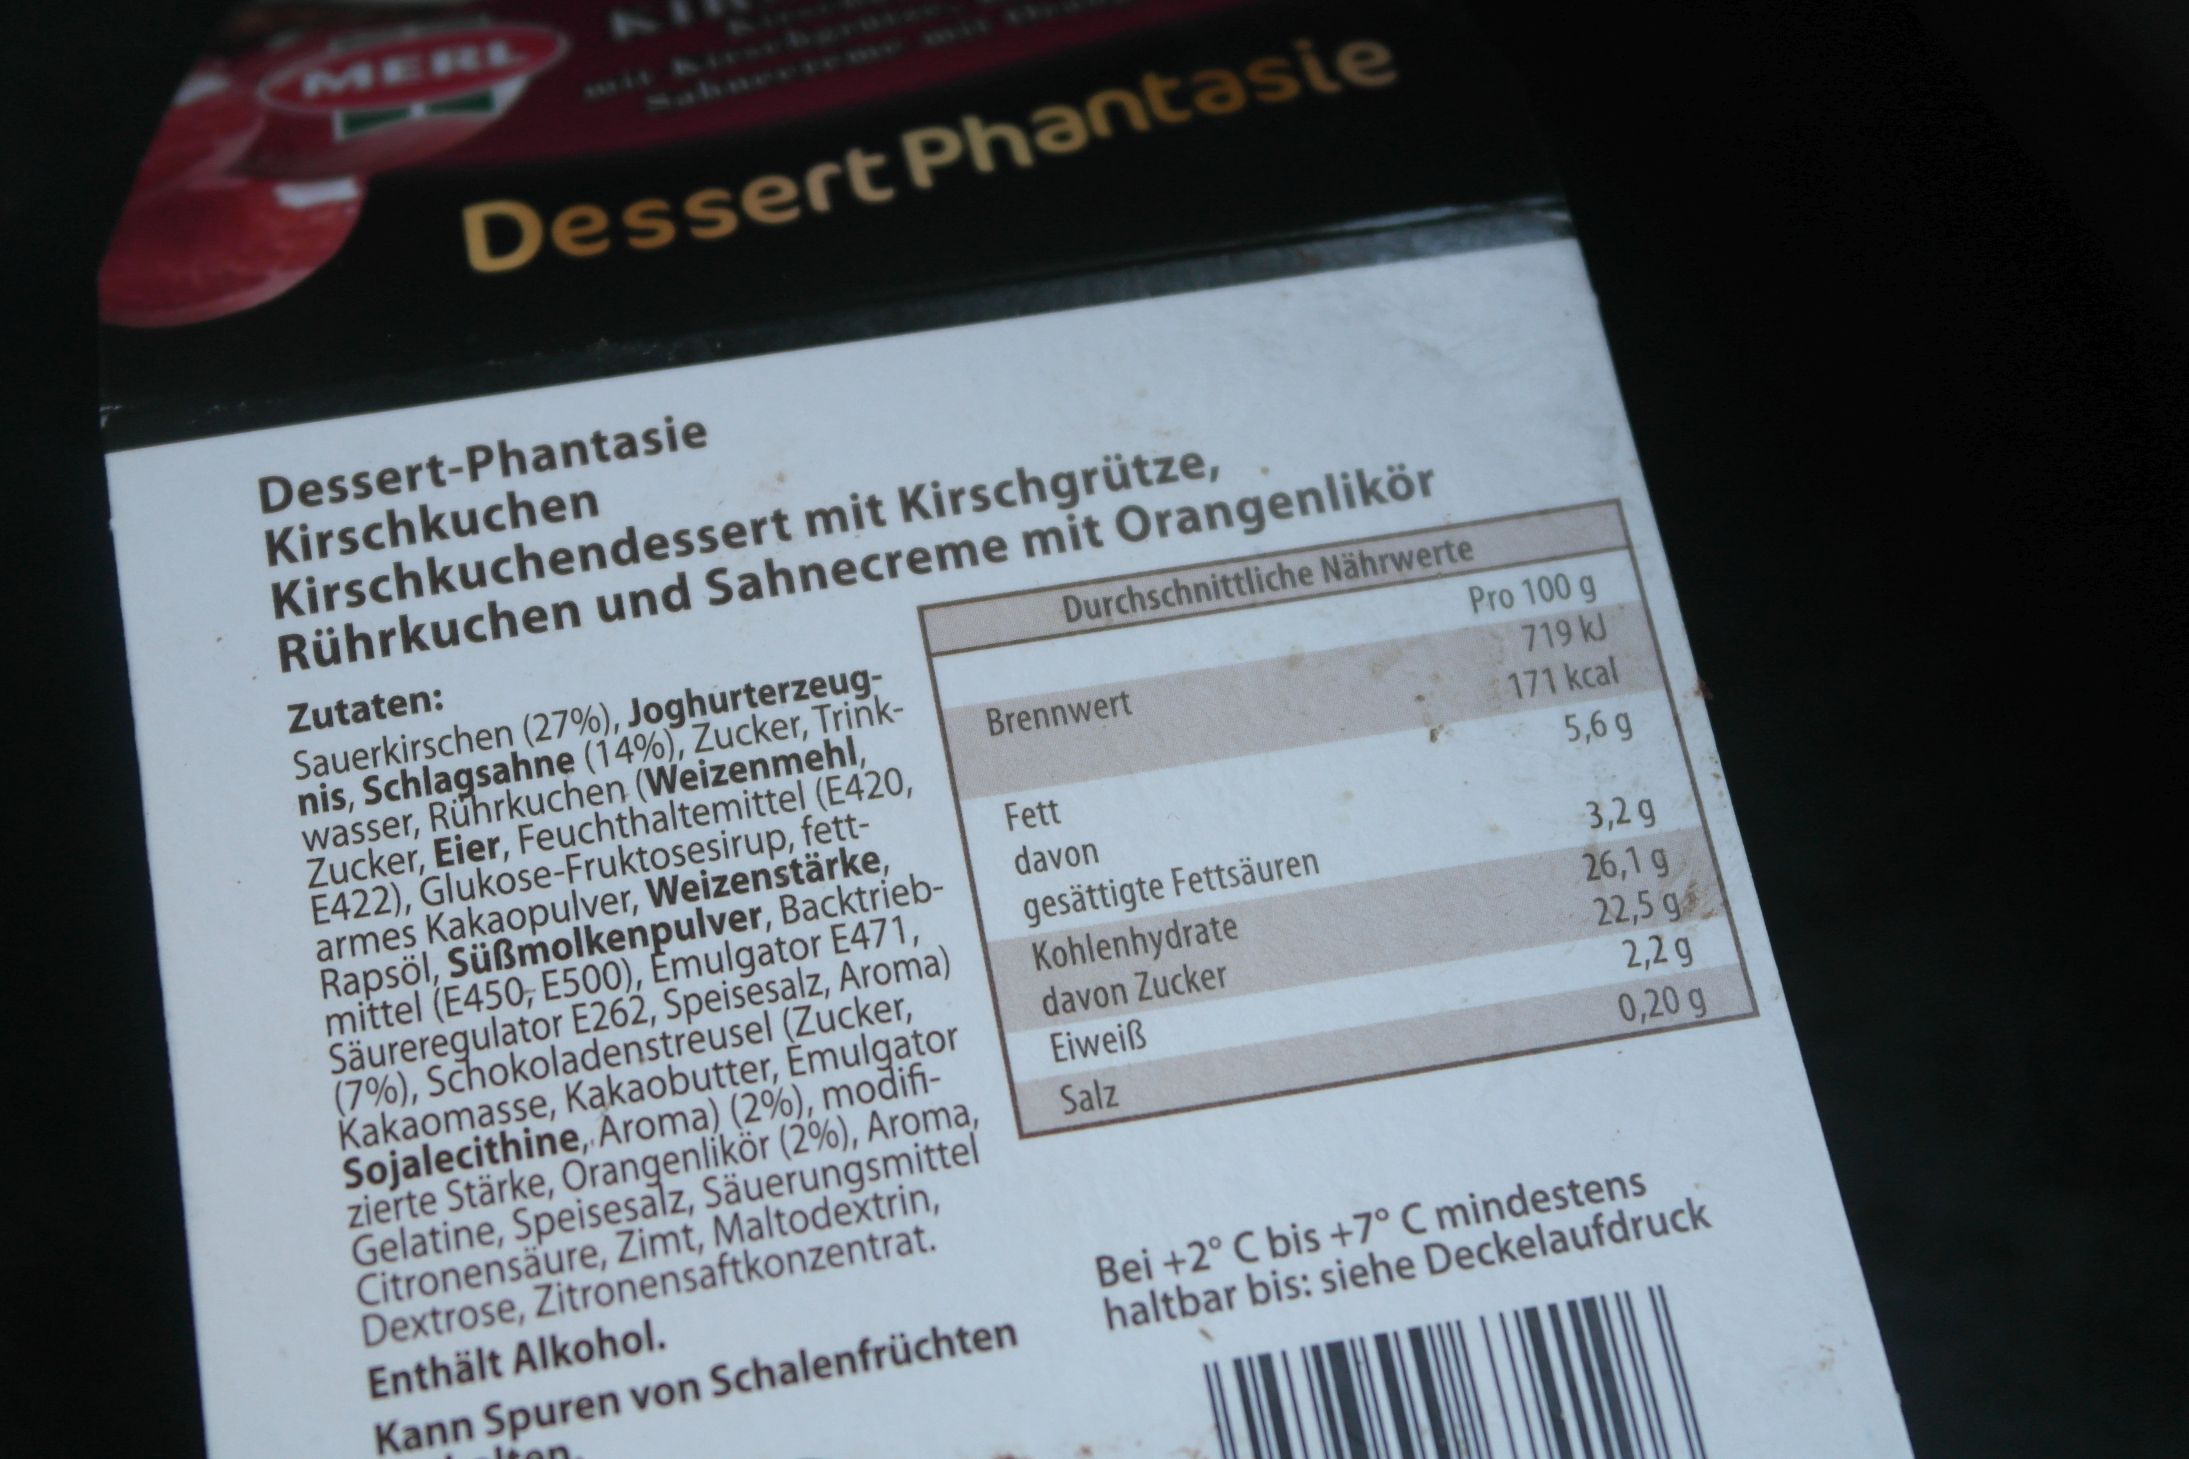 MERL
mit Kirschgrütze,
Sahnecreme mit
Dessert Phantasie
Dessert-Phantasie
Kirschkuchen
Kirschkuchendessert mit Kirschgrütze,
Rührkuchen und Sahnecreme mit Orangenlikör
Zutaten:
Sauerkirschen (27%), Joghurterzeug-
nis, Schlagsahne (14%), Zucker, Trink-
wasser, Rührkuchen (Weizenmehl,
Zucker, Eier, Feuchthaltemittel (E420,
E422), Glukose-Fruktosesirup, fett-
armes Kakaopulver, Weizenstärke,
Rapsöl, Süßmolkenpulver, Backtrieb-
mittel (E450, E500), Emulgator E471,
Säureregulator E262, Speisesalz, Aroma)
(7%), Schokoladenstreusel (Zucker,
Kakaomasse, Kakaobutter, Emulgator
Sojalecithine, Aroma) (2%), modifi-
zierte Stärke, Orangenlikör (2%), Aroma,
Gelatine, Speisesalz, Säuerungsmittel
Citronensäure, Zimt, Maltodextrin,
Dextrose, Zitronensaftkonzentrat.
Enthält Alkohol.
Kann Spuren von Schalenfrüchten
Durchschnittliche Nährwerte
Pro 100 g
719 kJ
Brennwert 171 kcal
Fett 5,6 g
davon
gesättigte Fettsäuren 3,2 g
Kohlenhydrate 26,1 g
davon Zucker 22,5 g
Eiweiß 2,2 g
Salz 0,20 g
Bei +2° C bis +7° C mindestens
haltbar bis: siehe Deckelaufdruck